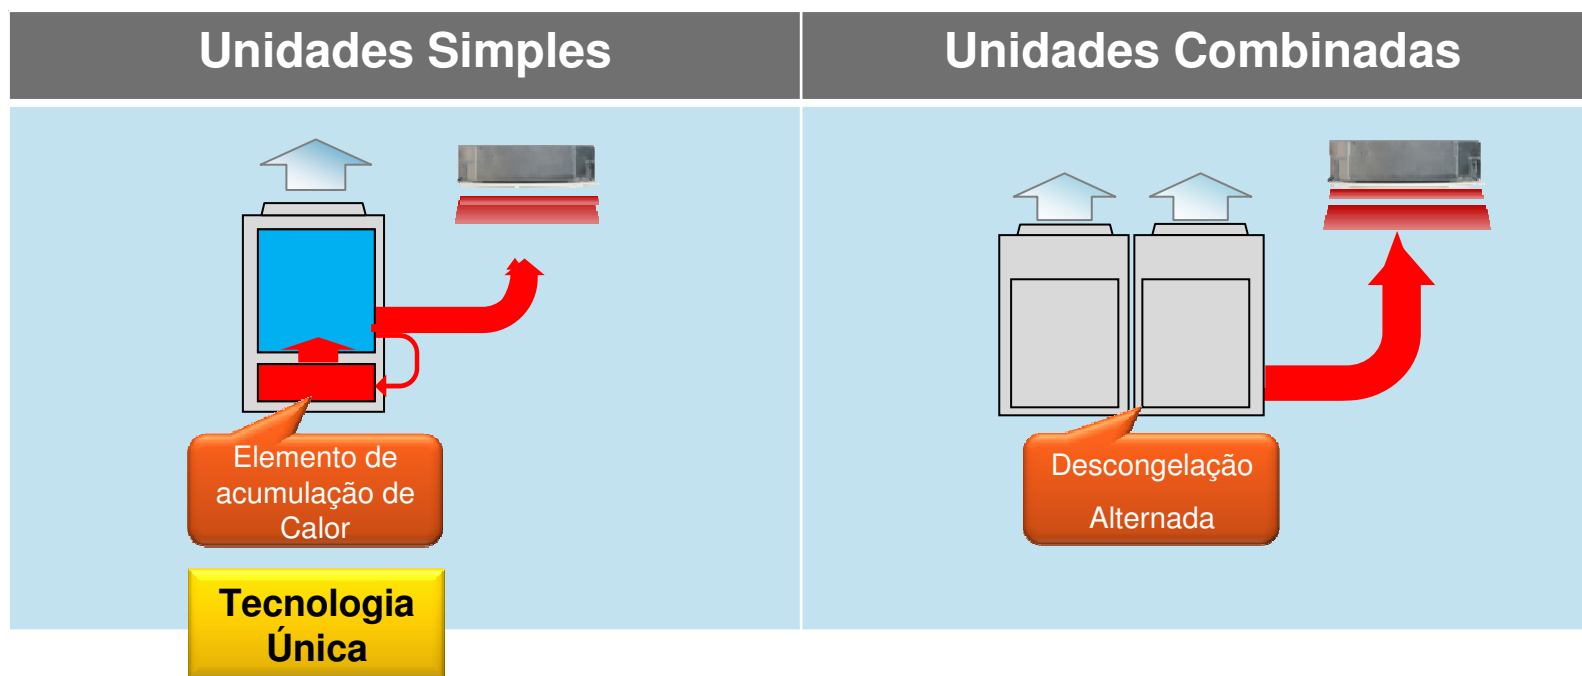 Unidades Simples
Unidades Combinadas
Elemento de
acumulação de
Calor
Descongelação
Alternada
Tecnologia
Única